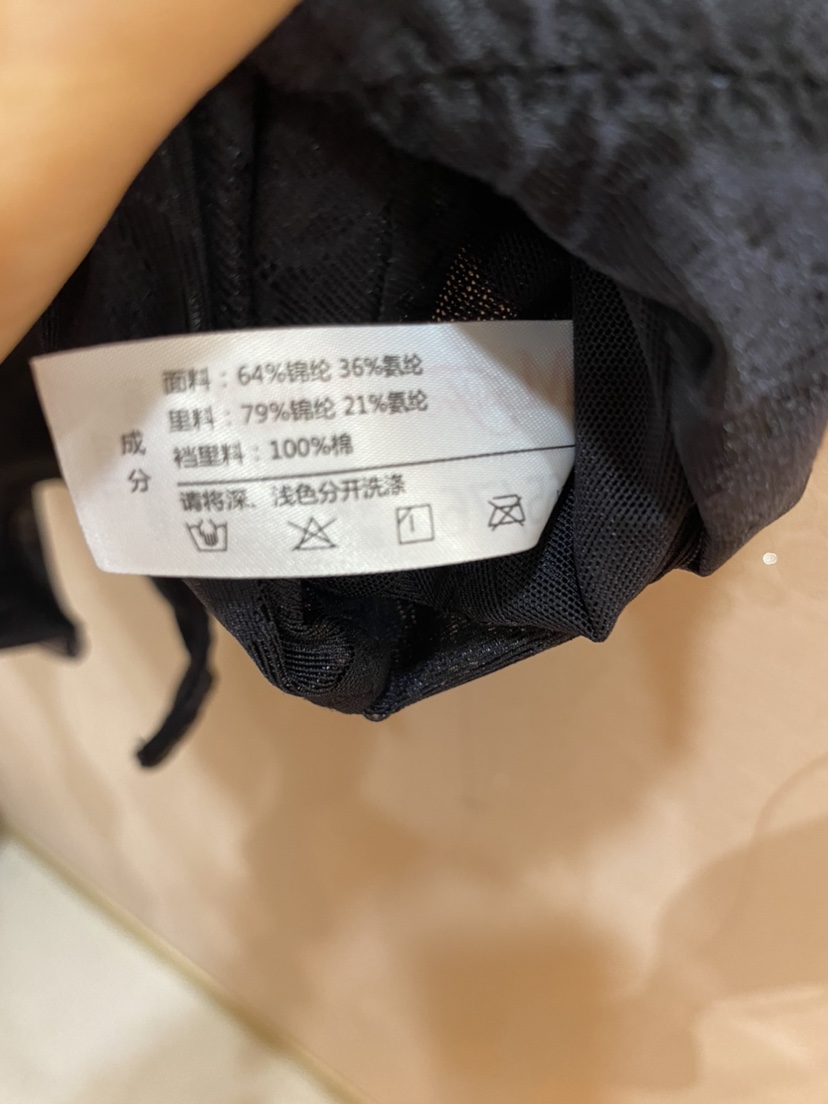 成分
面料：64%锦纶 36%氨纶
里料：79%锦纶 21%氨纶
裆里料：100%棉
请将深、浅色分开洗涤